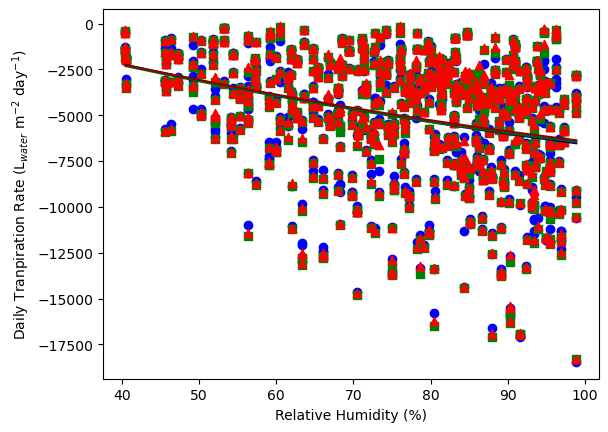 0
−2500
−5000
−7500
−10000
−12500
−15000
−17500
Daily Tranpiration Rate (L_water m⁻² day⁻¹)
40 50 60 70 80 90 100
Relative Humidity (%)